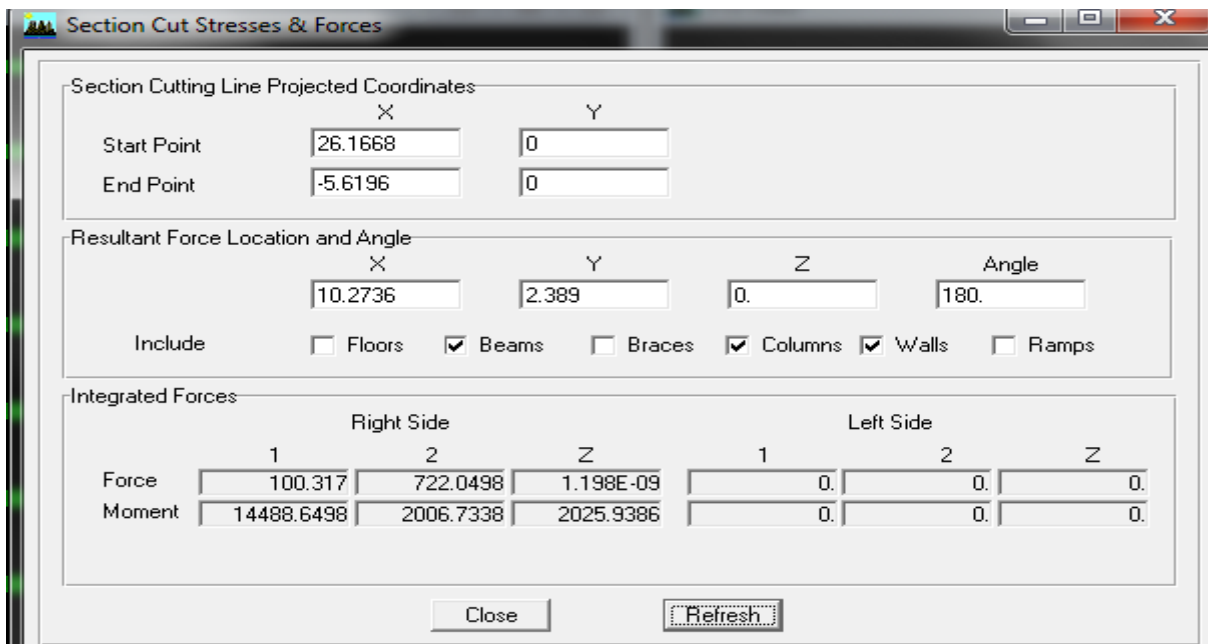 Section Cut Stresses & Forces
Section Cutting Line Projected Coordinates
X Y
Start Point 26.1668 0
End Point -5.6196 0
Resultant Force Location and Angle
X Y Z Angle
10.2736 2.389 0. 180.
Include Floors Beams Braces Columns Walls Ramps
Integrated Forces
Right Side Left Side
1 2 Z 1 2 Z
Force 100.317 722.0498 1.198E-09 0. 0. 0.
Moment 14488.6498 2006.7338 2025.9386 0. 0. 0.
Close Refresh